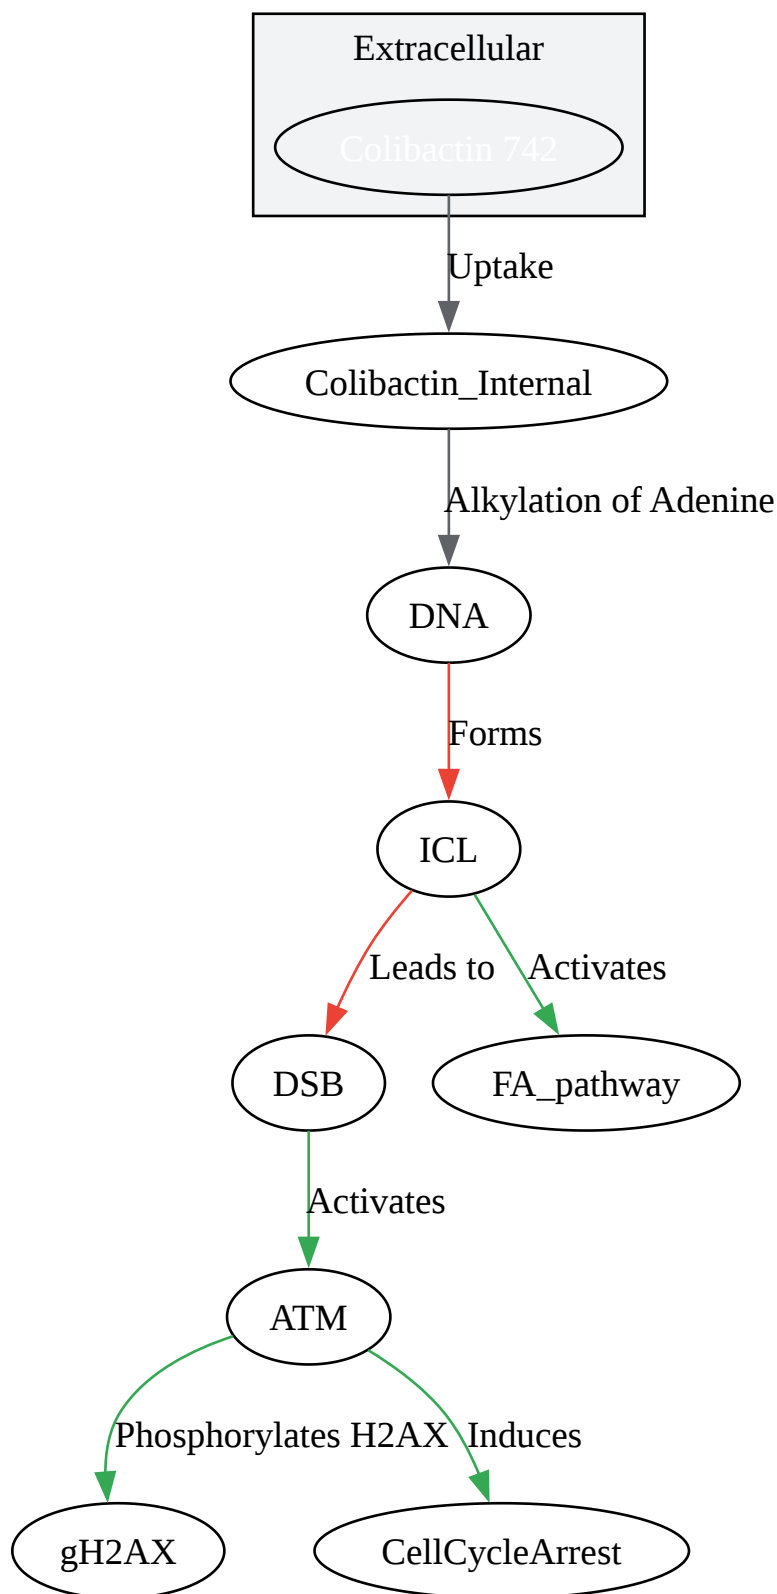 Extracellular
Colibactin 742
Uptake
Colibactin_Internal
Alkylation of Adenine
DNA
Forms
ICL
Leads to
Activates
DSB
FA_pathway
Activates
ATM
Phosphorylates H2AX
Induces
gH2AX
CellCycleArrest